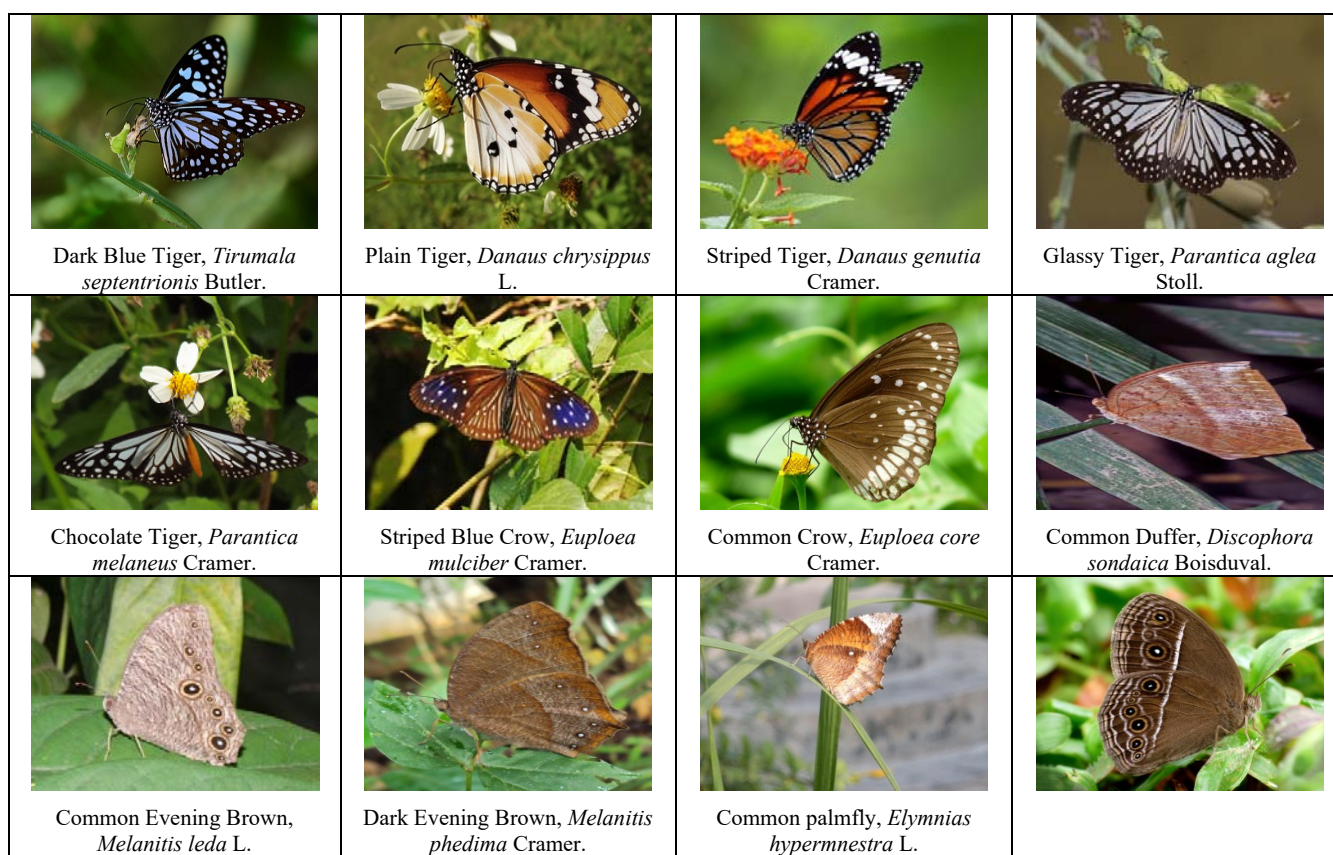 Dark Blue Tiger, Tirumala
septentrionis Butler.
Plain Tiger, Danaus chrysippus
L.
Striped Tiger, Danaus genutia
Cramer.
Glassy Tiger, Parantica aglea
Stoll.
Chocolate Tiger, Parantica
melaneus Cramer.
Striped Blue Crow, Euploea
mulciber Cramer.
Common Crow, Euploea core
Cramer.
Common Duffer, Discophora
sondaica Boisduval.
Common Evening Brown,
Melanitis leda L.
Dark Evening Brown, Melanitis
phedima Cramer.
Common palmfly, Elymnias
hypermnestra L.